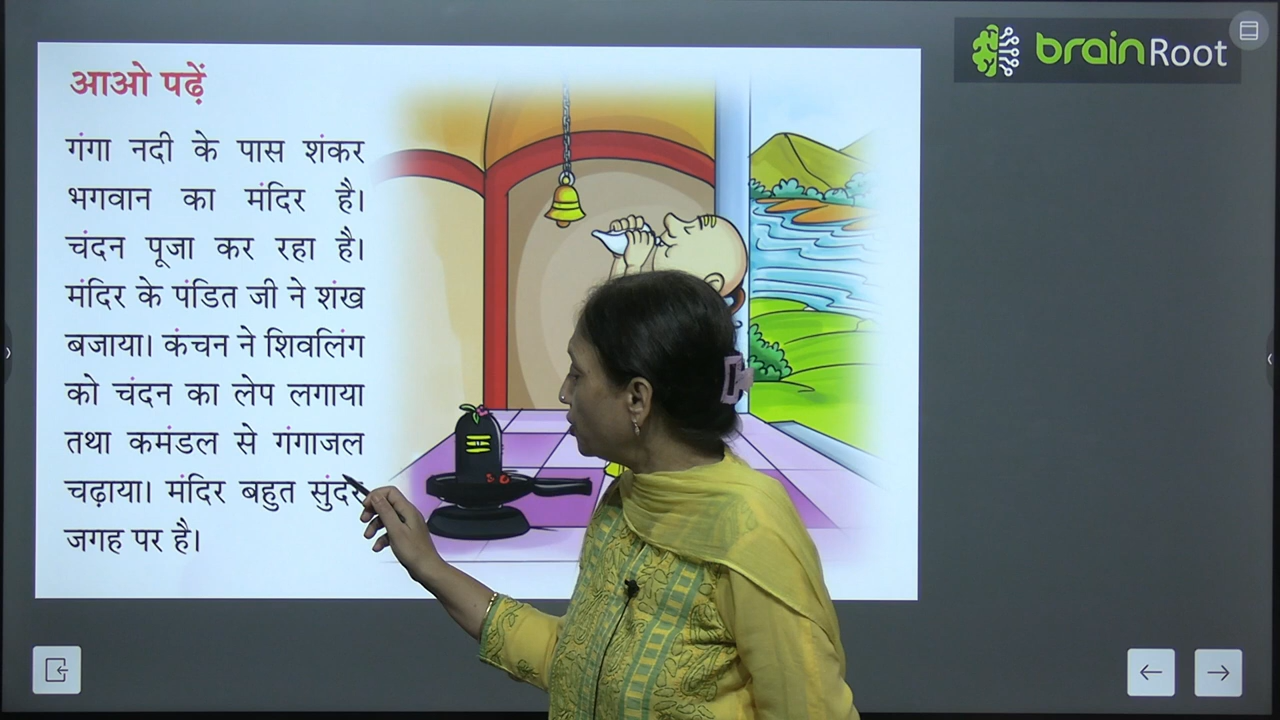 brainRoot
आओ पढ़ें
गंगा नदी के पास शंकर
भगवान का मंदिर है।
चंदन पूजा कर रहा है।
मंदिर के पंडित जी ने शंख
बजाया। कंचन ने शिवलिंग
को चंदन का लेप लगाया
तथा कमंडल से गंगाजल
चढ़ाया। मंदिर बहुत सुंदर
जगह पर है।